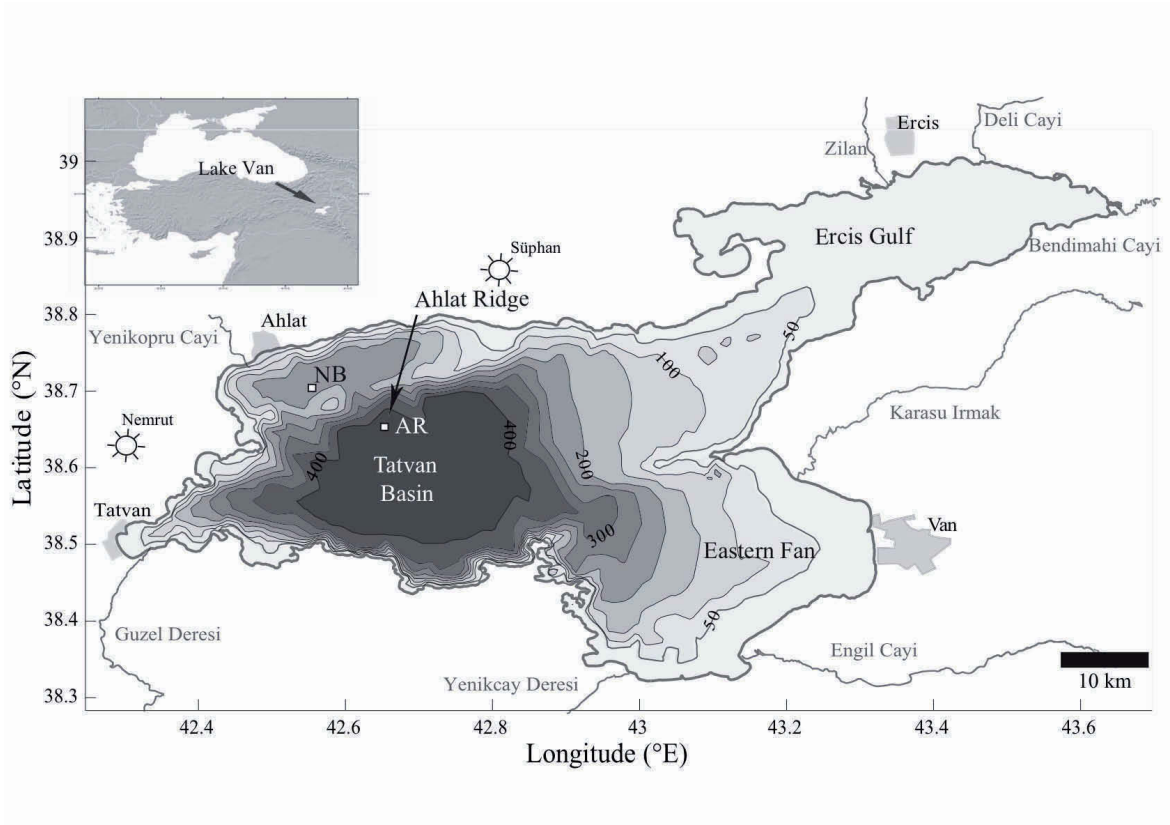 Lake Van
Ercis
Deli Cayi
Zilan
Ercis Gulf
Bendimahi Cayi
Süphan
Ahlat Ridge
Ahlat
Yenikopru Cayi
50
100
NB
Karasu Irmak
Nemrut
AR
400
400
Tatvan
Basin
200
Tatvan
Van
300
Eastern Fan
50
Guzel Deresi
Engil Cayi
Yenikcay Deresi
10 km
39
38.9
38.8
38.7
38.6
38.5
38.4
38.3
Latitude (°N)
42.4
42.6
42.8
43
43.2
43.4
43.6
Longitude (°E)